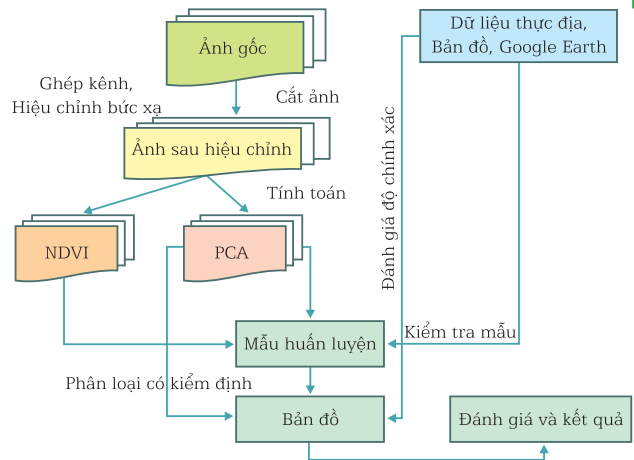 Ảnh gốc
Dữ liệu thực địa,
Bản đồ, Google Earth
Ghép kênh,
Hiệu chỉnh bức xạ
Cắt ảnh
Ảnh sau hiệu chỉnh
Tính toán
Đánh giá độ chính xác
NDVI
PCA
Kiểm tra mẫu
Mẫu huấn luyện
Phân loại có kiểm định
Bản đồ
Đánh giá và kết quả